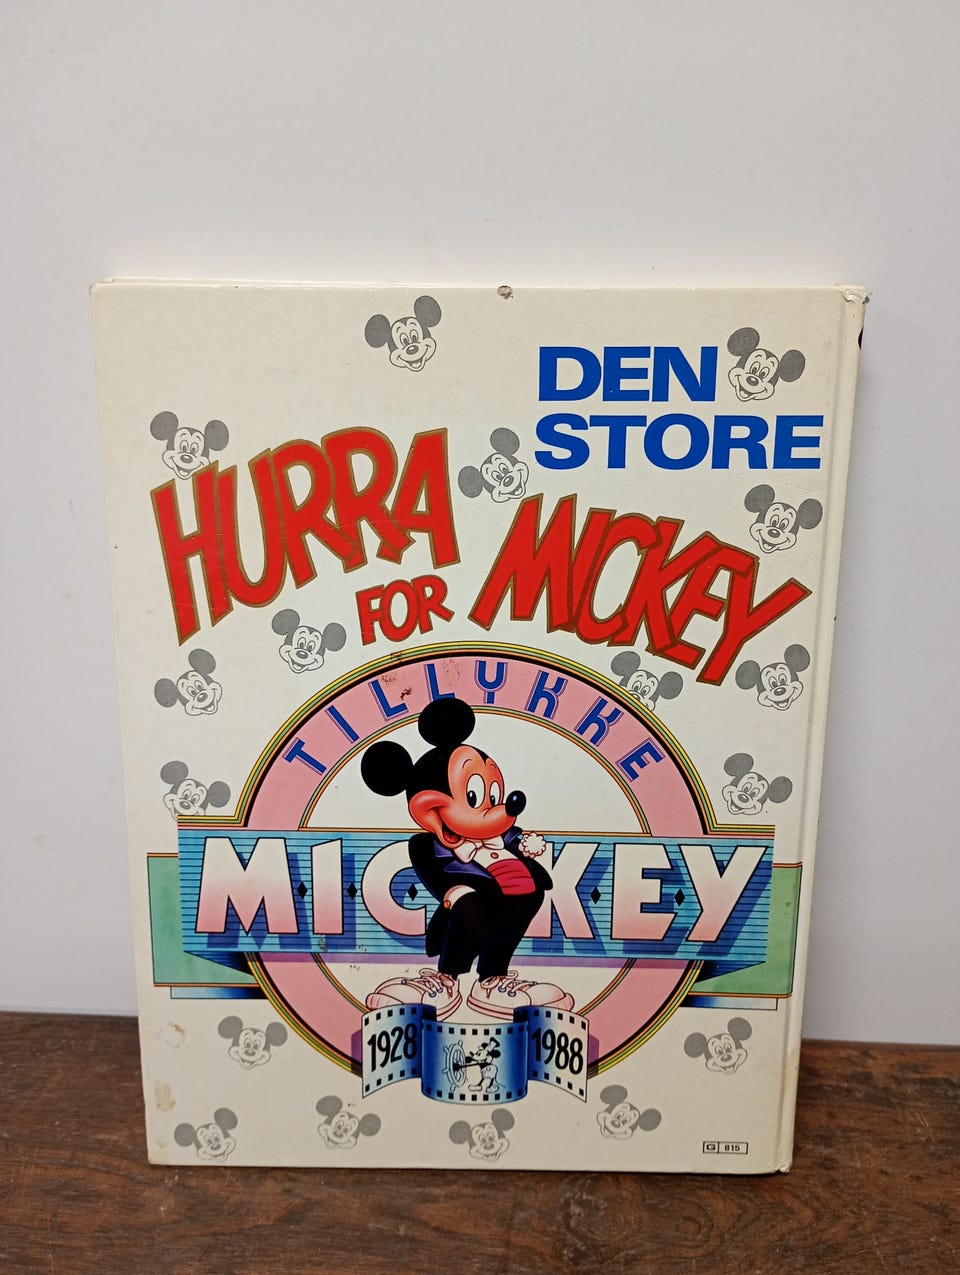 DEN
STORE
HURRA
FOR MICKEY
TILLYKKE
MICKEY
1928 1988
G 815